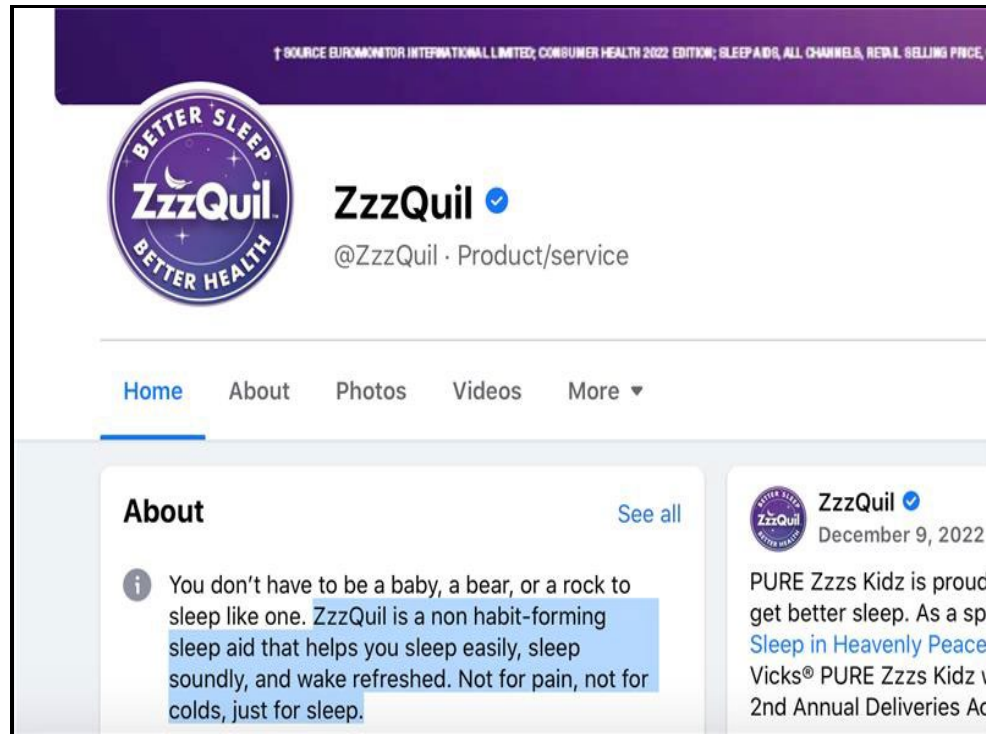 † SOURCE EUROMONITOR INTERNATIONAL LIMITED; CONSUMER HEALTH 2022 EDITION; SLEEP AIDS, ALL CHANNELS, RETAIL SELLING PRICE,
BETTER SLEEP
ZzzQuil™
BETTER HEALTH
ZzzQuil
@ZzzQuil · Product/service
Home About Photos Videos More
About See all
You don’t have to be a baby, a bear, or a rock to
sleep like one. ZzzQuil is a non habit-forming
sleep aid that helps you sleep easily, sleep
soundly, and wake refreshed. Not for pain, not for
colds, just for sleep.
BETTER SLEEP
ZzzQuil
BETTER HEALTH
ZzzQuil
December 9, 2022
PURE Zzzs Kidz is proud
get better sleep. As a sp
Sleep in Heavenly Peace
Vicks® PURE Zzzs Kidz
2nd Annual Deliveries Ac